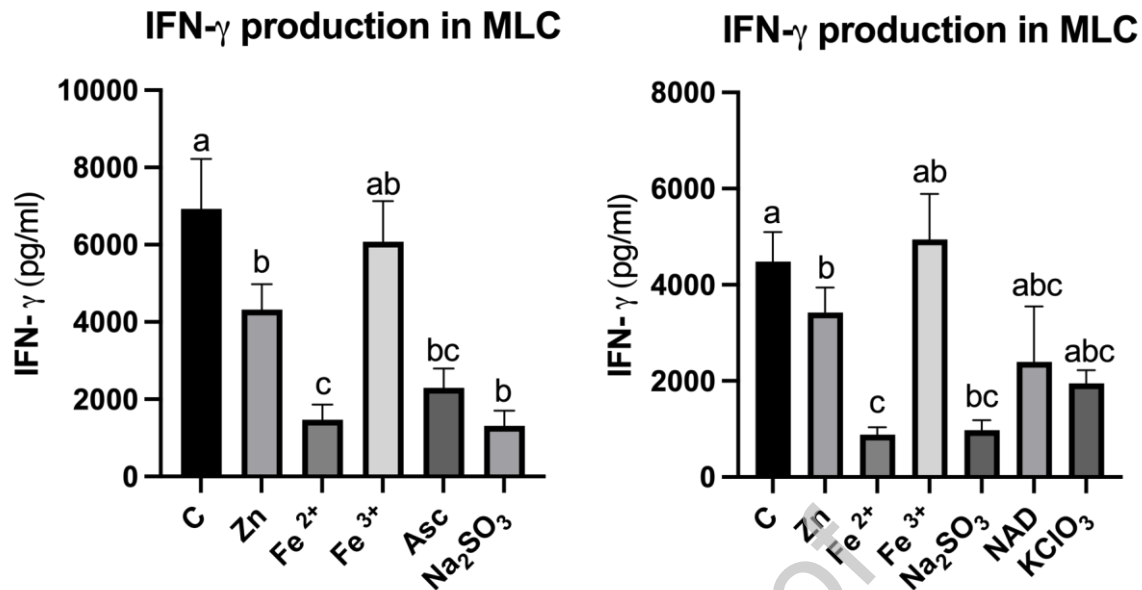 IFN-γ production in MLC
IFN- γ (pg/ml)
10000
8000
6000
4000
2000
0
a
b
c
ab
bc
b
C
Zn
Fe ²⁺
Fe ³⁺
Asc
Na₂SO₃
IFN-γ production in MLC
IFN- γ (pg/ml)
8000
6000
4000
2000
0
a
b
c
ab
bc
abc
abc
C
Zn
Fe ²⁺
Fe ³⁺
Na₂SO₃
NAD
KClO₃
of